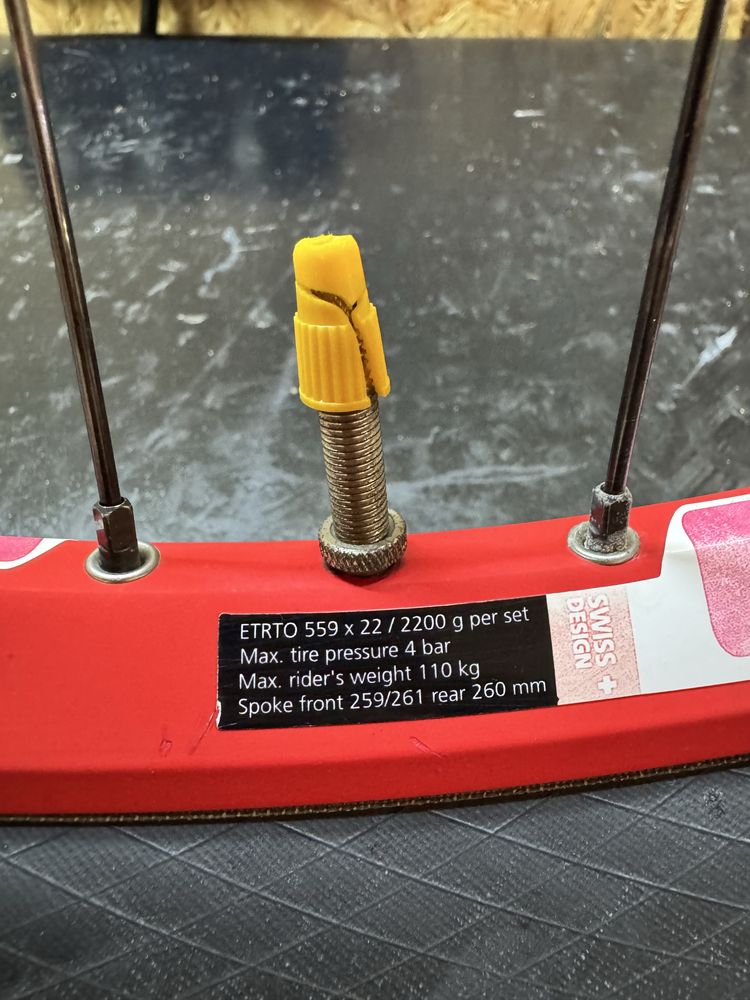 ETRTO 559 x 22 / 2200 g per set
Max. tire pressure 4 bar
Max. rider's weight 110 kg
Spoke front 259/261 rear 260 mm
SWISS +
DESIGN